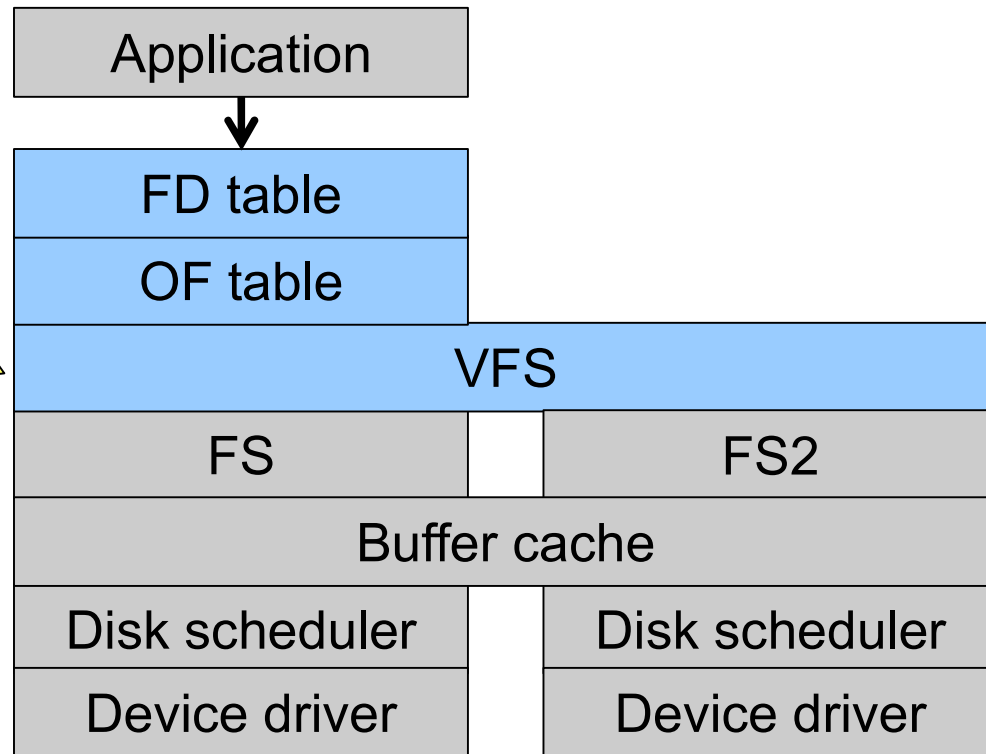 Application
FD table
OF table
VFS
FS
FS2
Buffer cache
Disk scheduler
Disk scheduler
Device driver
Device driver